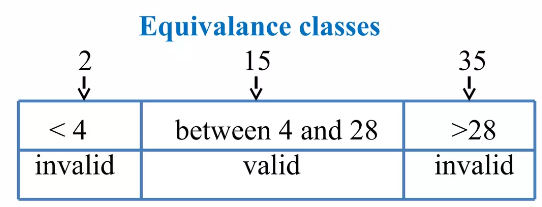 Equivalance classes
2 15 35
< 4 between 4 and 28 >28
invalid valid invalid